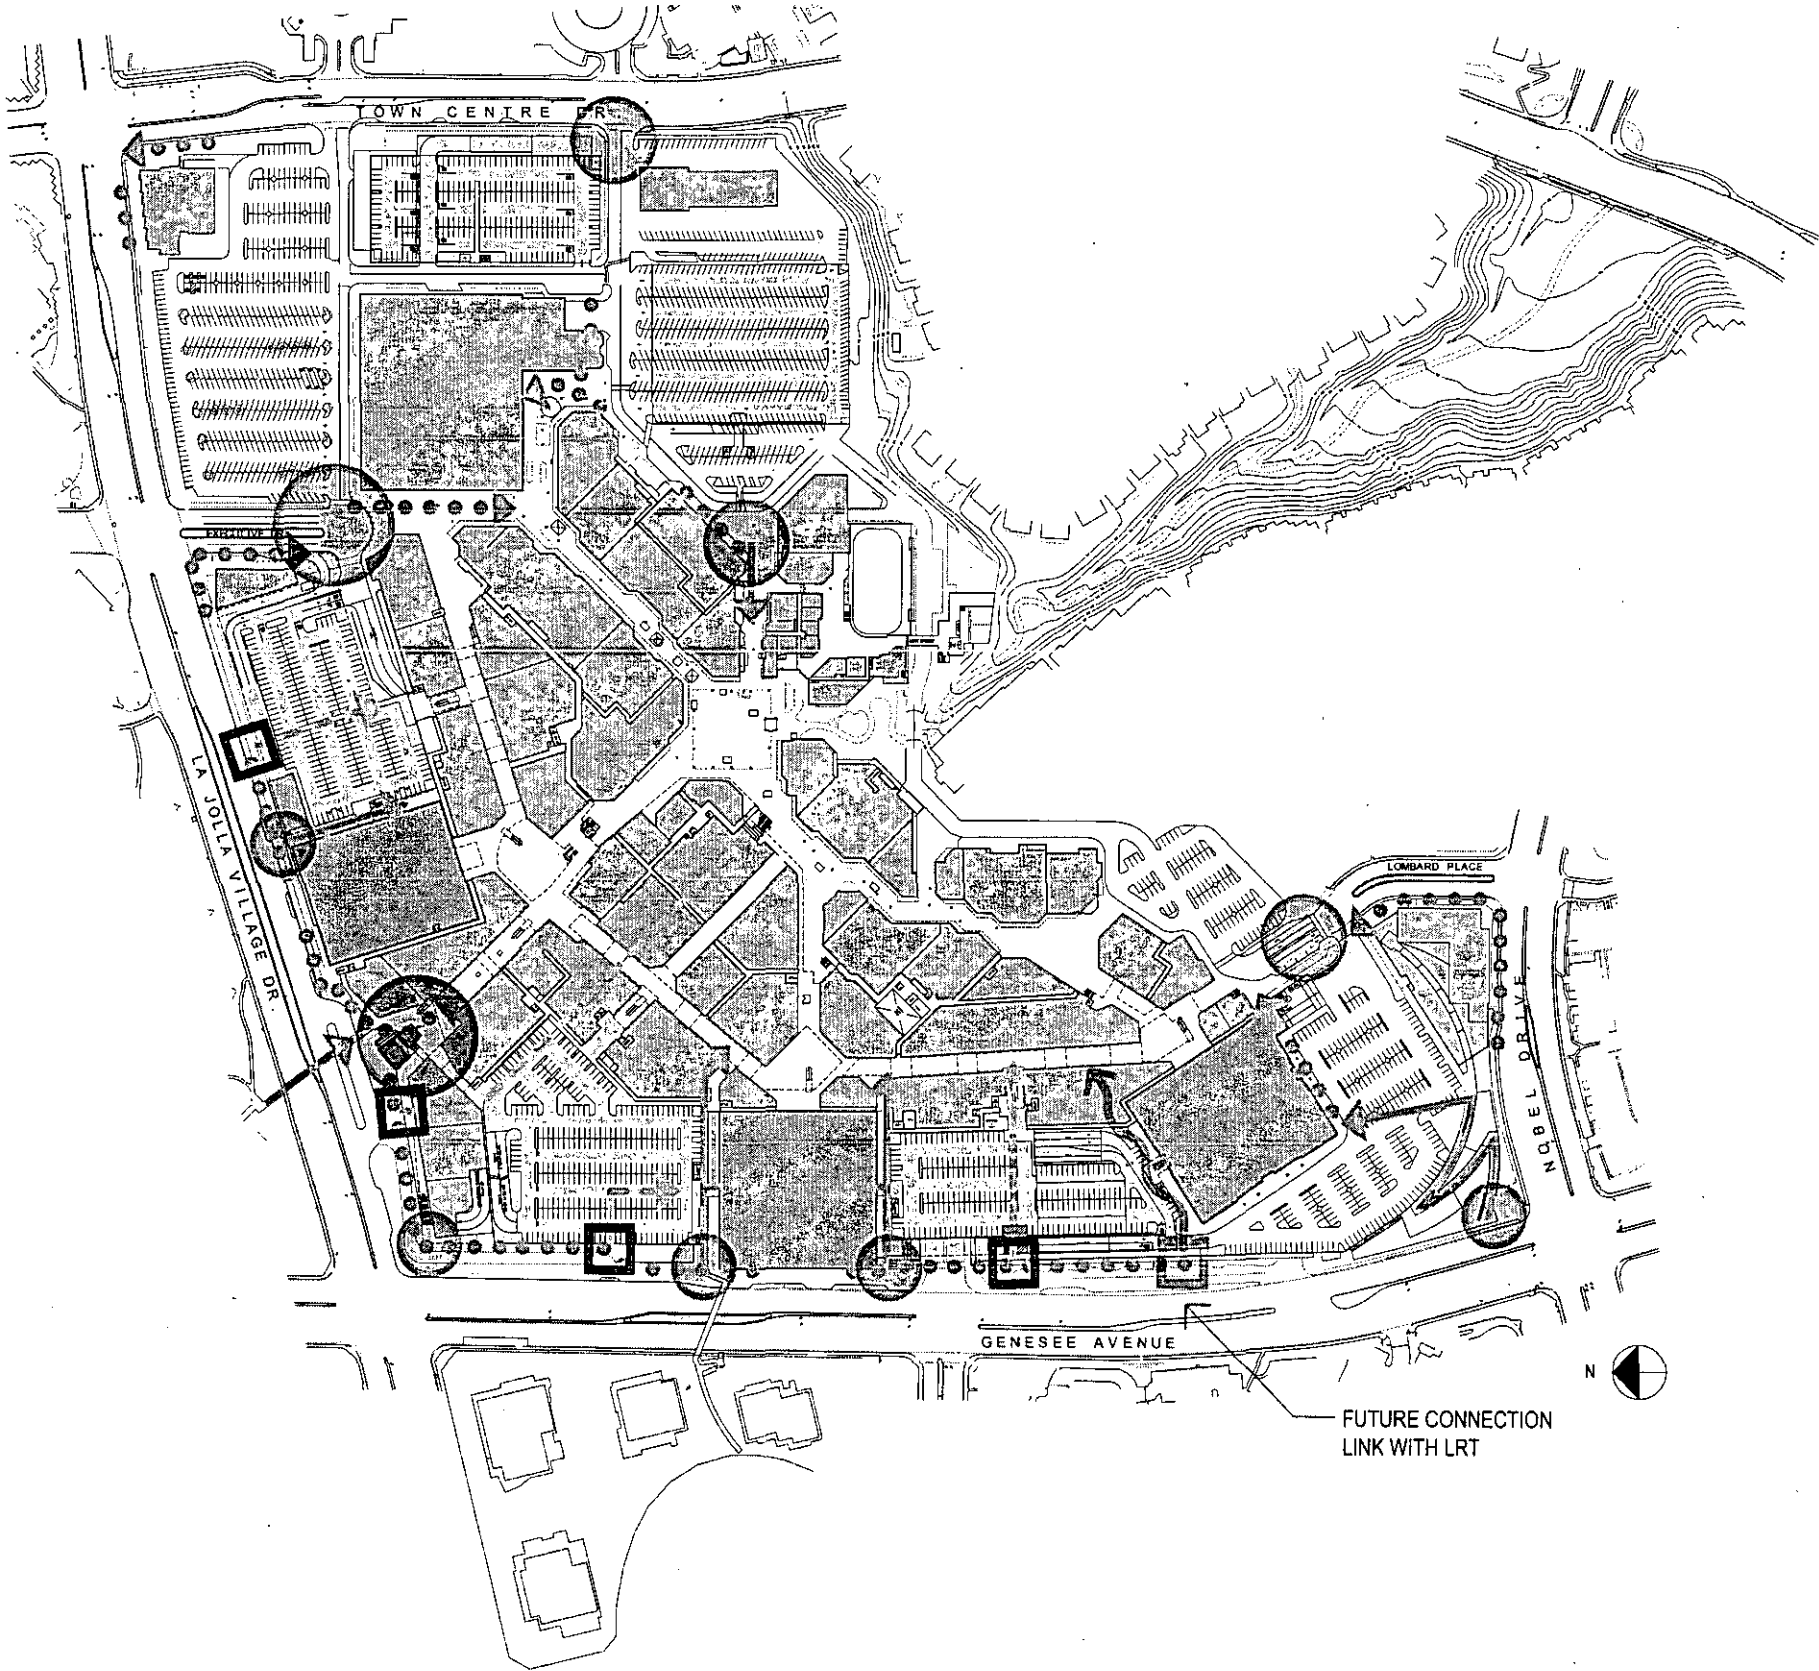 TOWN CENTRE DR.
EXECUTIVE
LA JOLLA VILLAGE DR.
LOMBARD PLACE
NOBEL DRIVE
GENESEE AVENUE
N
FUTURE CONNECTION
LINK WITH LRT